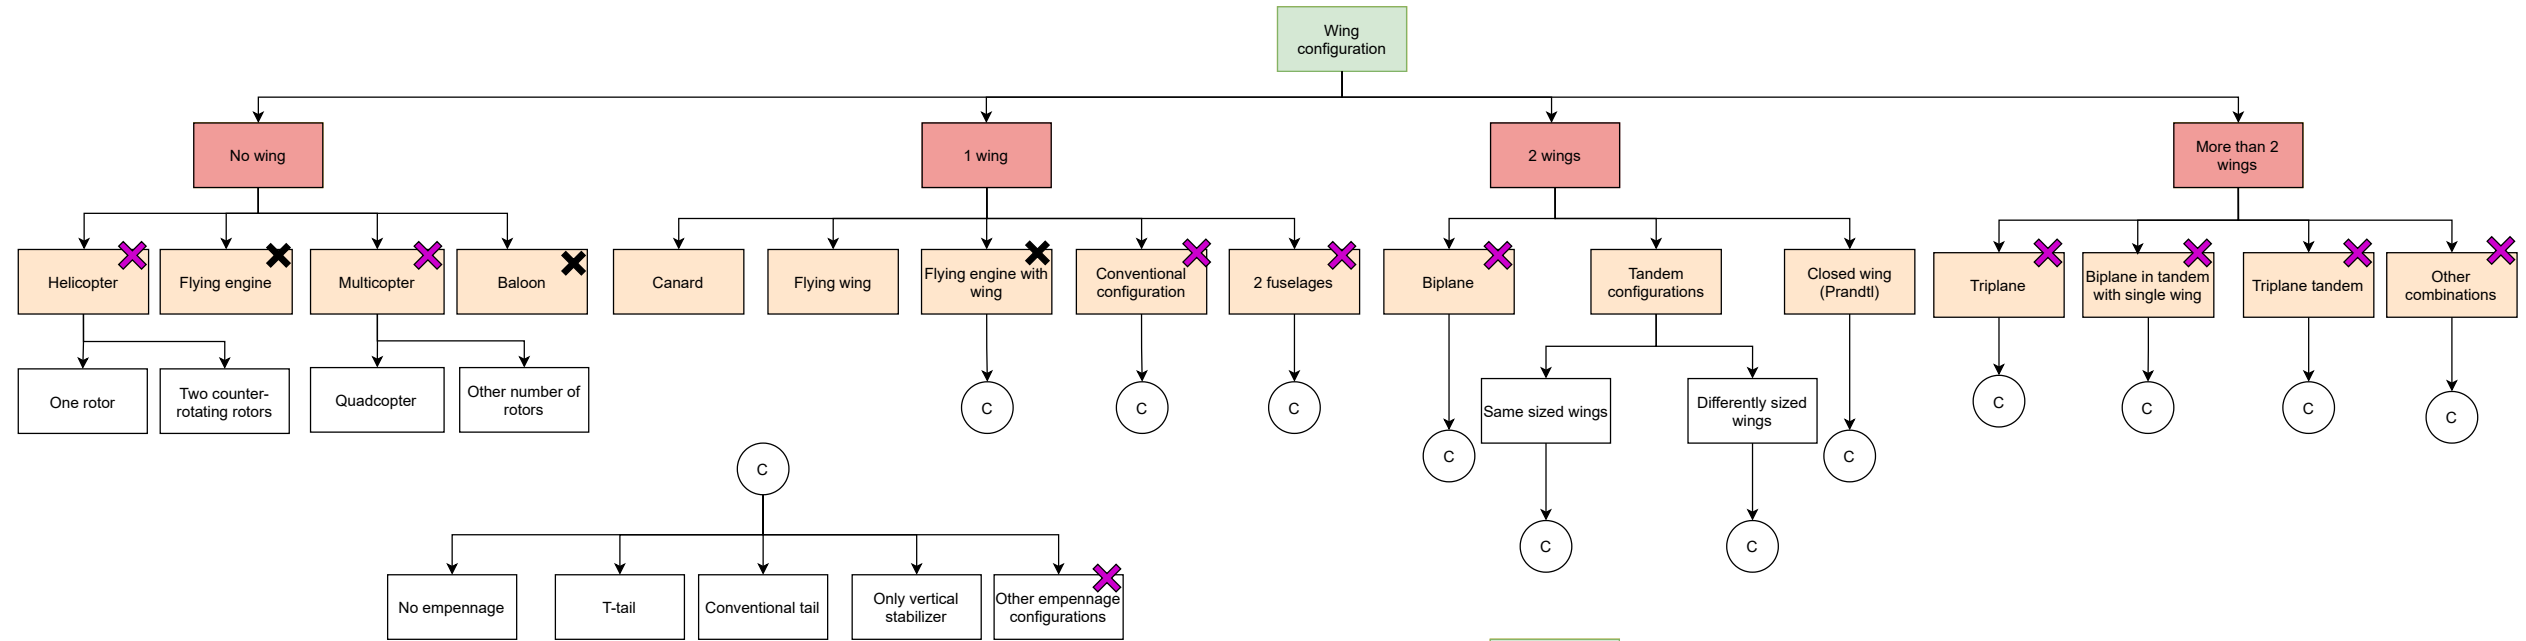 Wing
configuration
No wing
1 wing
2 wings
More than 2
wings
Helicopter
Flying engine
Multicopter
Baloon
Canard
Flying wing
Flying engine with
wing
Conventional
configuration
2 fuselages
Biplane
Tandem
configurations
Closed wing
(Prandtl)
Triplane
Biplane in tandem
with single wing
Triplane tandem
Other
combinations
One rotor
Two counter-
rotating rotors
Quadcopter
Other number of
rotors
C
C
C
C
Same sized wings
Differently sized
wings
C
C
C
C
C
C
C
C
No empennage
T-tail
Conventional tail
Only vertical
stabilizer
Other empennage
configurations